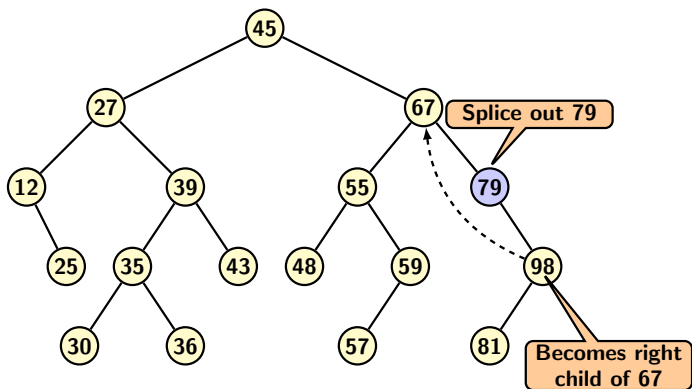 45
27 67
Splice out 79
12 39 55 79
25 35 43 48 59 98
30 36 57 81
Becomes right
child of 67